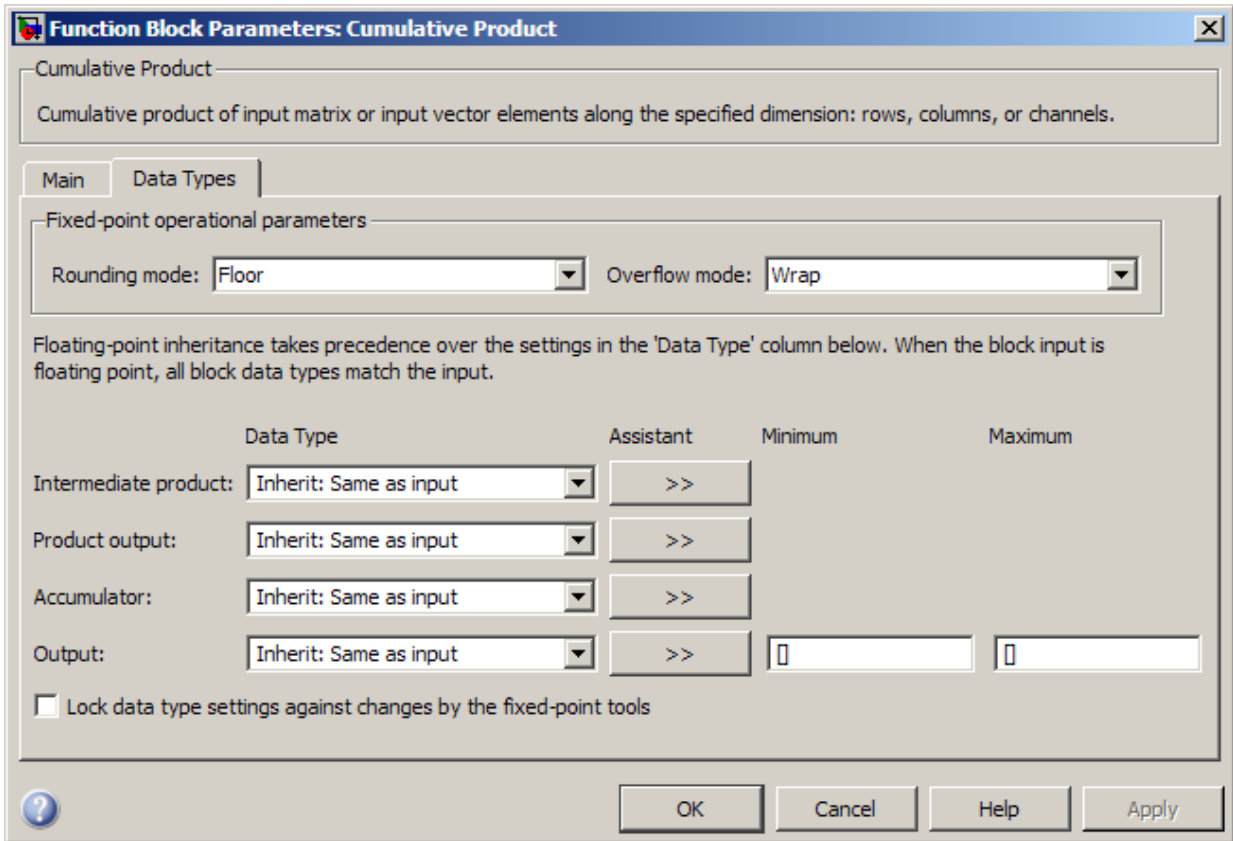 Function Block Parameters: Cumulative Product
Cumulative Product
Cumulative product of input matrix or input vector elements along the specified dimension: rows, columns, or channels.
Main Data Types
Fixed-point operational parameters
Rounding mode: Floor Overflow mode: Wrap
Floating-point inheritance takes precedence over the settings in the 'Data Type' column below. When the block input is
floating point, all block data types match the input.
Data Type Assistant Minimum Maximum
Intermediate product: Inherit: Same as input >>
Product output: Inherit: Same as input >>
Accumulator: Inherit: Same as input >>
Output: Inherit: Same as input >> [] []
Lock data type settings against changes by the fixed-point tools
? OK Cancel Help Apply